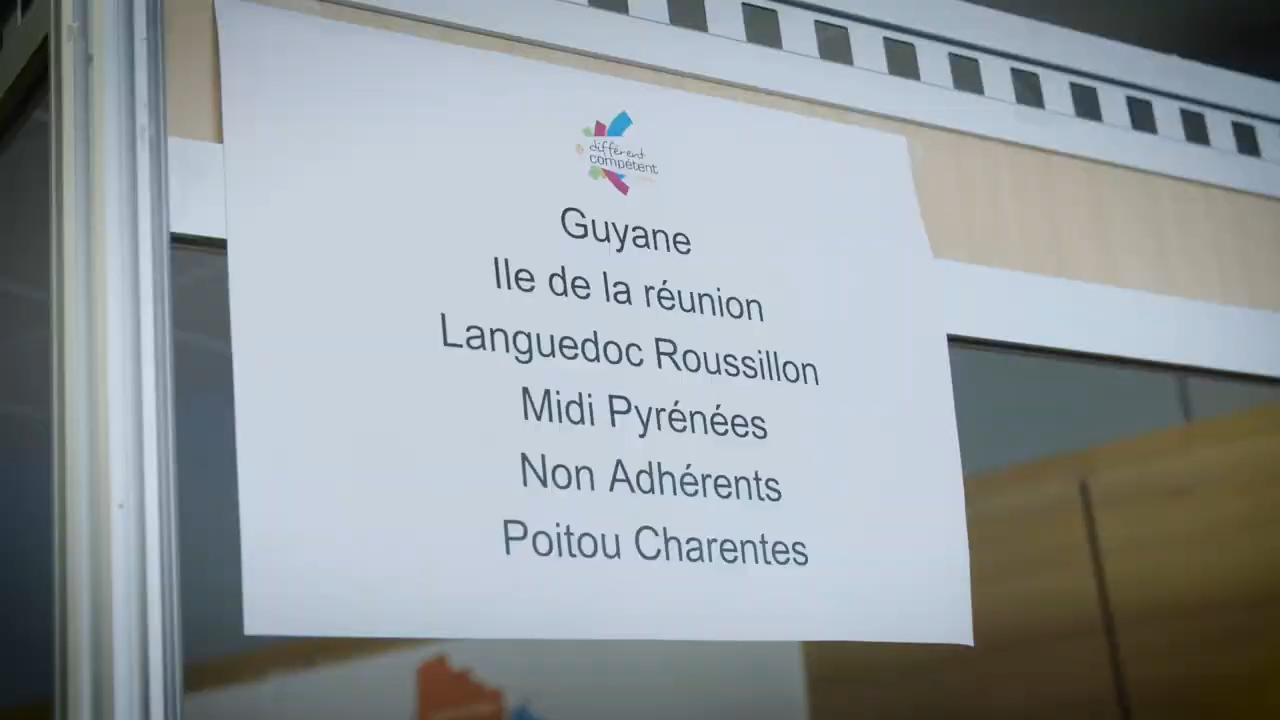 différent
compétent
Guyane
Ile de la réunion
Languedoc Roussillon
Midi Pyrénées
Non Adhérents
Poitou Charentes